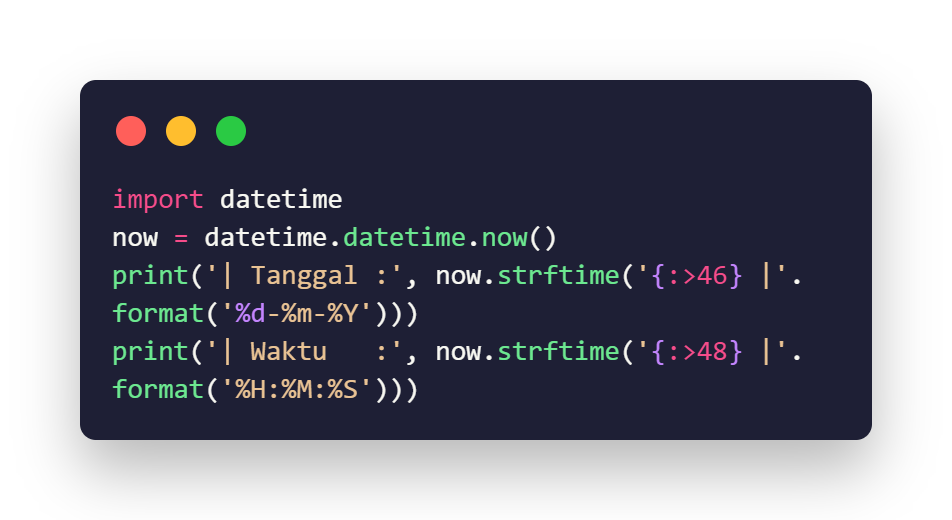 import datetime
now = datetime.datetime.now()
print('| Tanggal :', now.strftime('{:>46} |'.
format('%d-%m-%Y')))
print('| Waktu   :', now.strftime('{:>48} |'.
format('%H:%M:%S')))